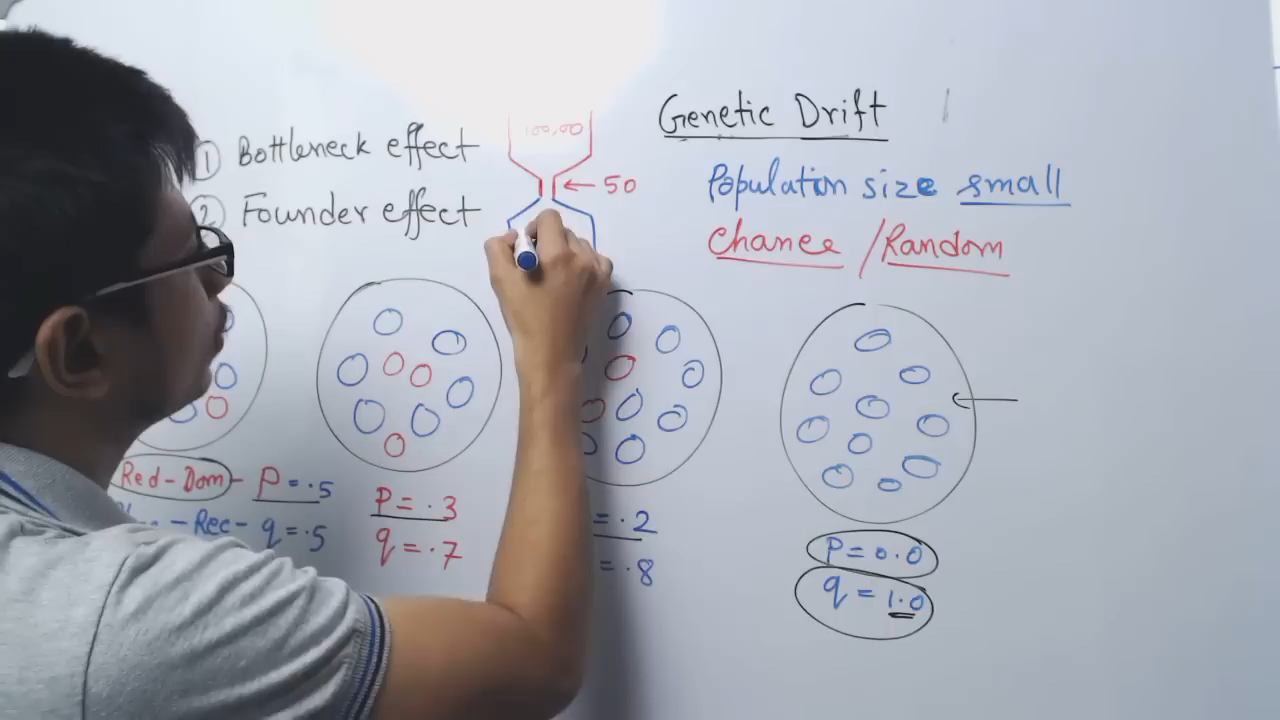 Genetic Drift
① Bottleneck effect
② Founder effect
100,00
← 50
Population size small
Chance / Random
Red-Dom - P = .5
-Rec- q = .5
P = .3
q = .7
= .2
= .8
P = 0.0
q = 1.0